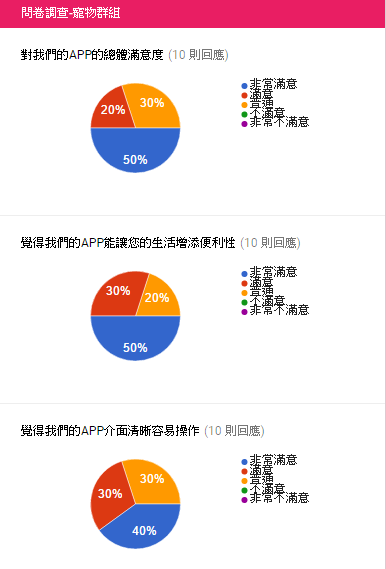 問卷調查-寵物群組
對我們的APP的總體滿意度 (10 則回應)
非常滿意
滿意
普通
不滿意
非常不滿意
20%
30%
50%
覺得我們的APP能讓您的生活增添便利性 (10 則回應)
非常滿意
滿意
普通
不滿意
非常不滿意
30%
20%
50%
覺得我們的APP介面清晰容易操作 (10 則回應)
非常滿意
滿意
普通
不滿意
非常不滿意
30%
30%
40%